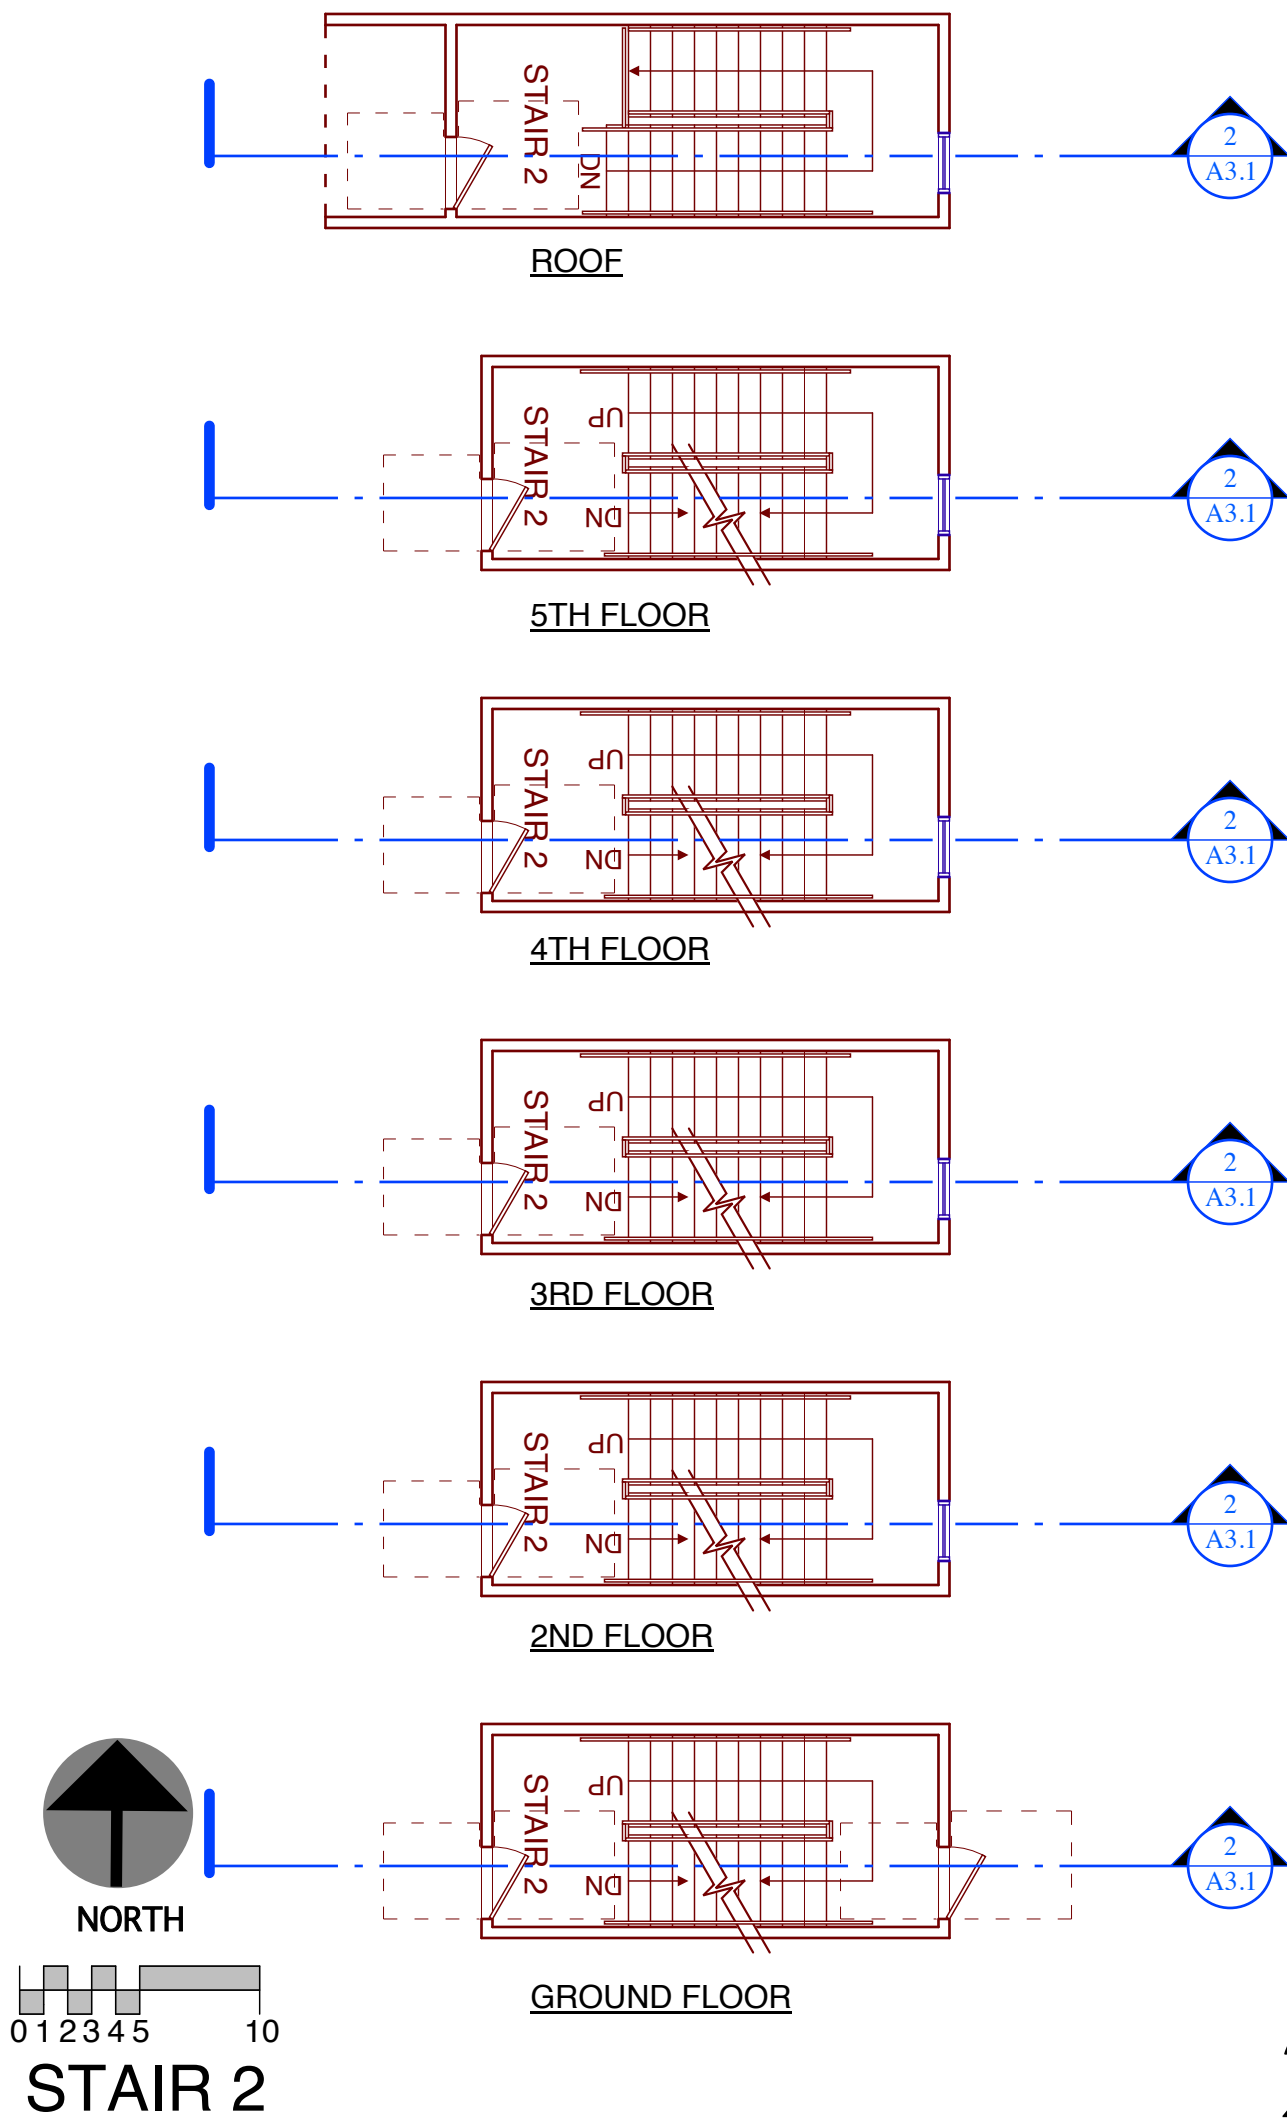 STAIR 2
DN
2
A3.1
ROOF
STAIR 2
UP
DN
2
A3.1
5TH FLOOR
STAIR 2
UP
DN
2
A3.1
4TH FLOOR
STAIR 2
UP
DN
2
A3.1
3RD FLOOR
STAIR 2
UP
DN
2
A3.1
2ND FLOOR
STAIR 2
UP
DN
2
A3.1
GROUND FLOOR
NORTH
0 1 2 3 4 5 10
STAIR 2